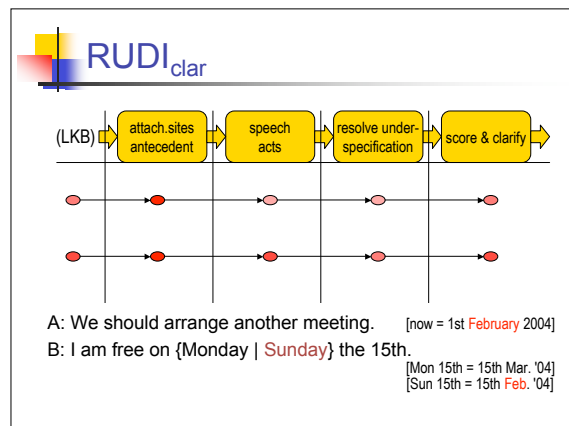 RUDIclar
(LKB)
attach.sites
antecedent
speech
acts
resolve under-
specification
score & clarify
A: We should arrange another meeting. [now = 1st February 2004]
B: I am free on {Monday | Sunday} the 15th.
[Mon 15th = 15th Mar. '04]
[Sun 15th = 15th Feb. '04]